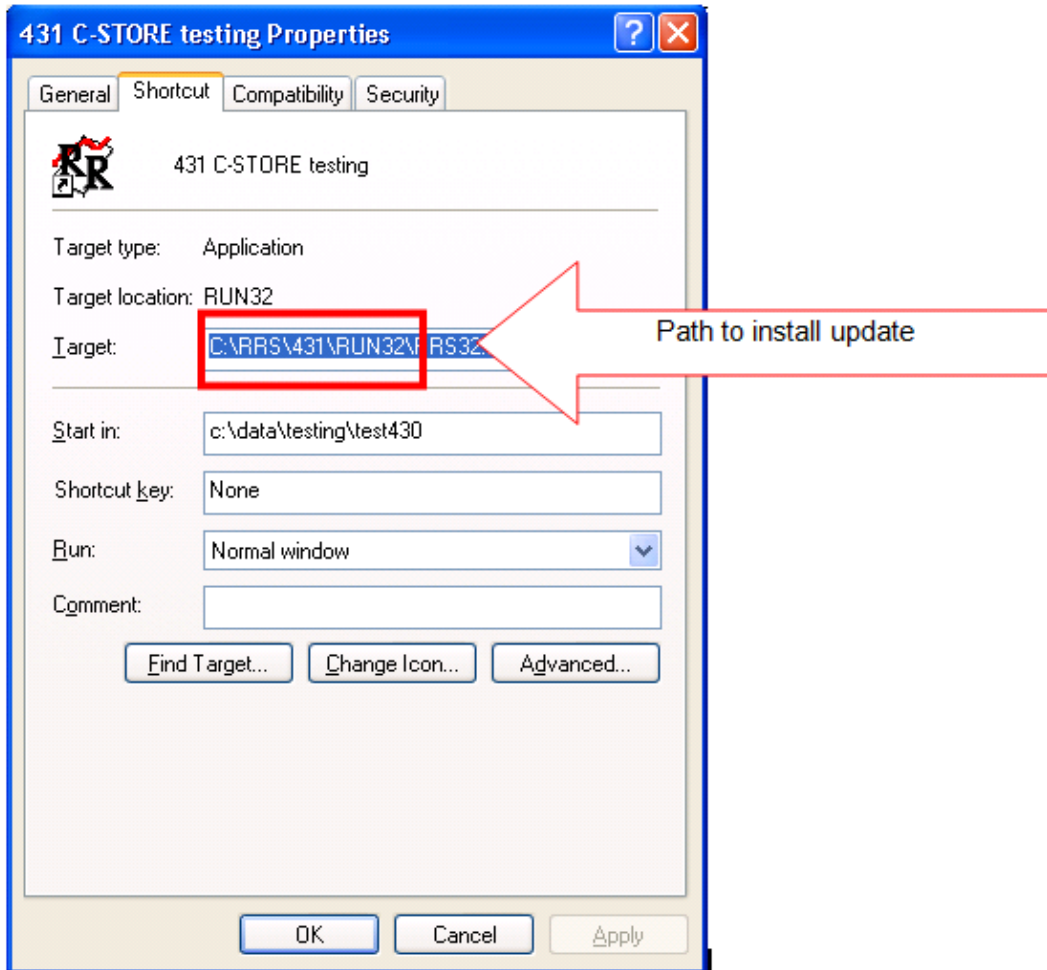 431 C-STORE testing Properties
General Shortcut Compatibility Security
RR
431 C-STORE testing
Target type: Application
Target location: RUN32
Target: C:\RRS\431\RUN32\RRS32.
Path to install update
Start in: c:\data\testing\test430
Shortcut key: None
Run: Normal window
Comment:
Find Target... Change Icon... Advanced...
OK Cancel Apply